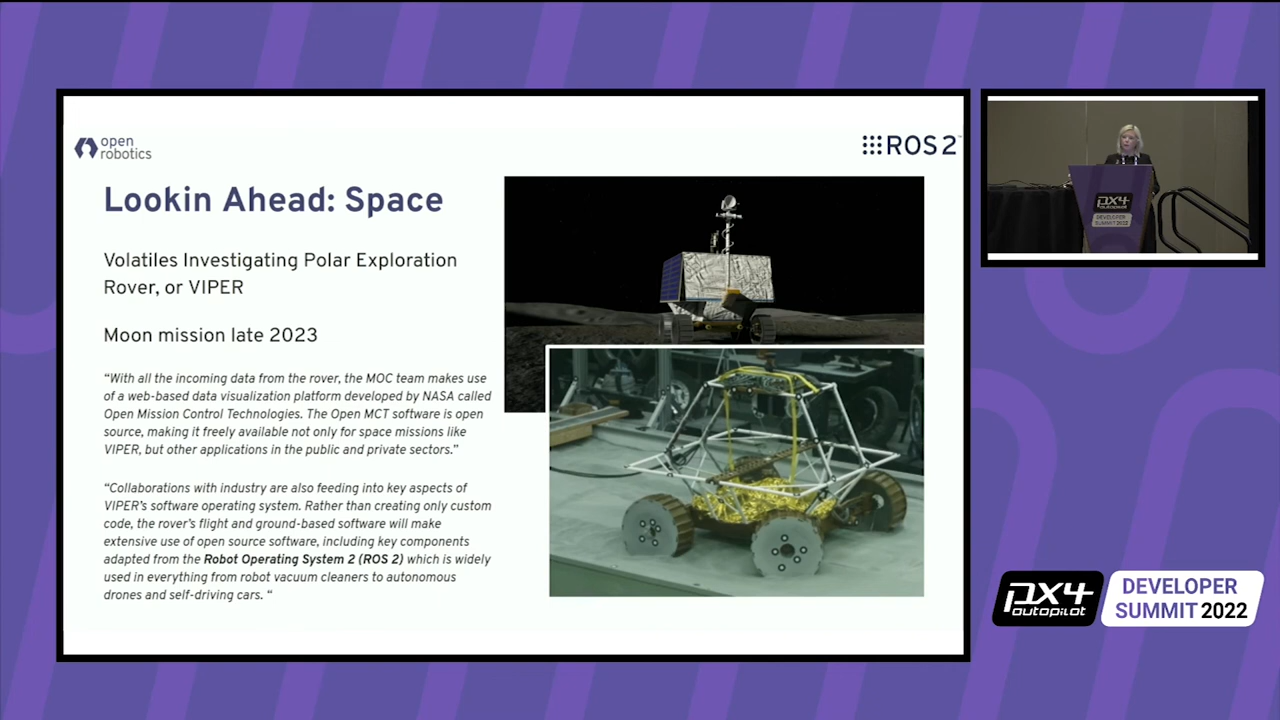 open
robotics
ROS 2
Lookin Ahead: Space
Volatiles Investigating Polar Exploration
Rover, or VIPER
Moon mission late 2023
“With all the incoming data from the rover, the MOC team makes use
of a web-based data visualization platform developed by NASA called
Open Mission Control Technologies. The Open MCT software is open
source, making it freely available not only for space missions like
VIPER, but other applications in the public and private sectors.”
“Collaborations with industry are also feeding into key aspects of
VIPER’s software operating system. Rather than creating only custom
code, the rover’s flight and ground-based software will make
extensive use of open source software, including key components
adapted from the Robot Operating System 2 (ROS 2) which is widely
used in everything from robot vacuum cleaners to autonomous
drones and self-driving cars. “
px4
autopilot
DEVELOPER
SUMMIT 2022
px4
autopilot
DEVELOPER
SUMMIT 2022